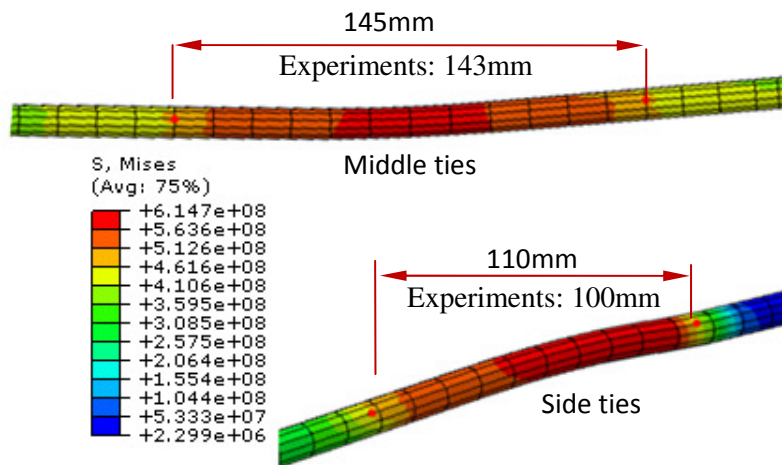 145mm
Experiments: 143mm
Middle ties
S, Mises
(Avg: 75%)
+6.147e+08
+5.636e+08
+5.126e+08
+4.616e+08
+4.106e+08
+3.595e+08
+3.085e+08
+2.575e+08
+2.064e+08
+1.554e+08
+1.044e+08
+5.333e+07
+2.299e+06
110mm
Experiments: 100mm
Side ties